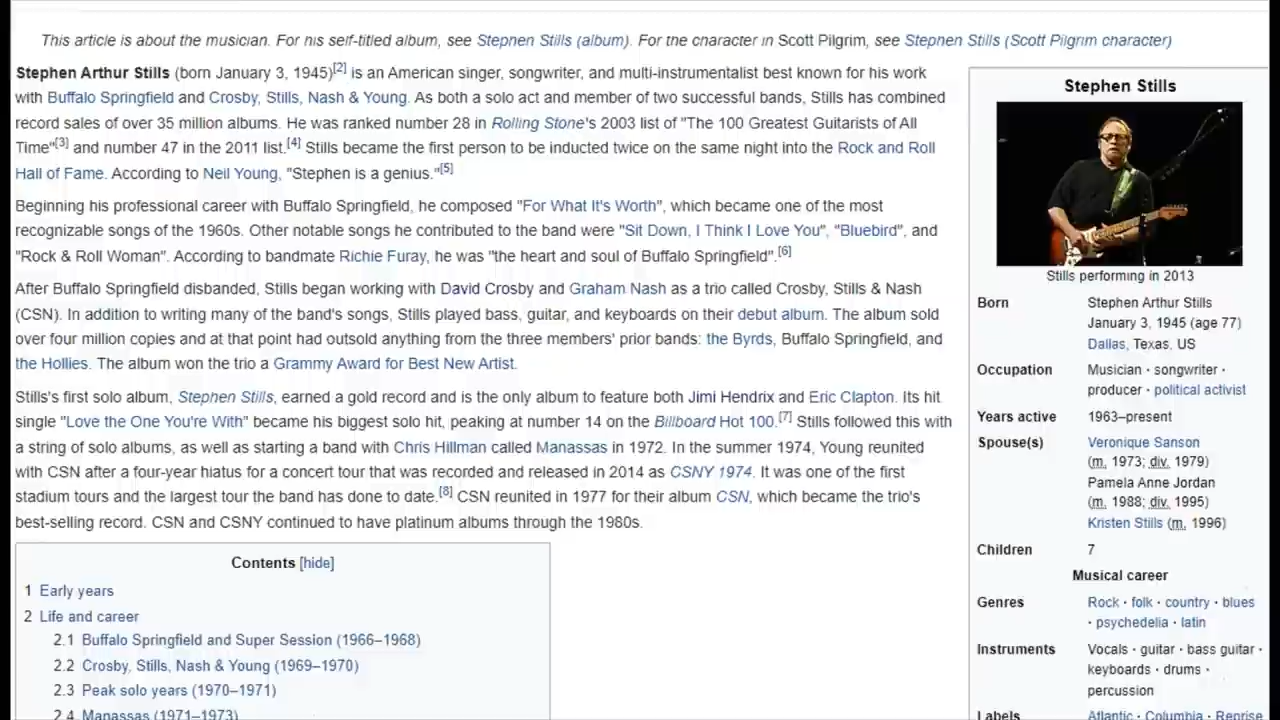 This article is about the musician. For his self-titled album, see Stephen Stills (album). For the character in Scott Pilgrim, see Stephen Stills (Scott Pilgrim character)
Stephen Arthur Stills (born January 3, 1945)[2] is an American singer, songwriter, and multi-instrumentalist best known for his work
with Buffalo Springfield and Crosby, Stills, Nash & Young. As both a solo act and member of two successful bands, Stills has combined
record sales of over 35 million albums. He was ranked number 28 in Rolling Stone's 2003 list of "The 100 Greatest Guitarists of All
Time"[3] and number 47 in the 2011 list.[4] Stills became the first person to be inducted twice on the same night into the Rock and Roll
Hall of Fame. According to Neil Young, "Stephen is a genius."[5]
Beginning his professional career with Buffalo Springfield, he composed "For What It's Worth", which became one of the most
recognizable songs of the 1960s. Other notable songs he contributed to the band were "Sit Down, I Think I Love You", "Bluebird", and
"Rock & Roll Woman". According to bandmate Richie Furay, he was "the heart and soul of Buffalo Springfield".[6]
After Buffalo Springfield disbanded, Stills began working with David Crosby and Graham Nash as a trio called Crosby, Stills & Nash
(CSN). In addition to writing many of the band's songs, Stills played bass, guitar, and keyboards on their debut album. The album sold
over four million copies and at that point had outsold anything from the three members' prior bands: the Byrds, Buffalo Springfield, and
the Hollies. The album won the trio a Grammy Award for Best New Artist.
Stills's first solo album, Stephen Stills, earned a gold record and is the only album to feature both Jimi Hendrix and Eric Clapton. Its hit
single "Love the One You're With" became his biggest solo hit, peaking at number 14 on the Billboard Hot 100.[7] Stills followed this with
a string of solo albums, as well as starting a band with Chris Hillman called Manassas in 1972. In the summer 1974, Young reunited
with CSN after a four-year hiatus for a concert tour that was recorded and released in 2014 as CSNY 1974. It was one of the first
stadium tours and the largest tour the band has done to date.[8] CSN reunited in 1977 for their album CSN, which became the trio's
best-selling record. CSN and CSNY continued to have platinum albums through the 1980s.
Contents [hide]
1 Early years
2 Life and career
2.1 Buffalo Springfield and Super Session (1966–1968)
2.2 Crosby, Stills, Nash & Young (1969–1970)
2.3 Peak solo years (1970–1971)
2.4 Manassas (1971–1973)
Stephen Stills
Stills performing in 2013
Born Stephen Arthur Stills
January 3, 1945 (age 77)
Dallas, Texas, US
Occupation Musician · songwriter ·
producer · political activist
Years active 1963–present
Spouse(s) Veronique Sanson
(m. 1973; div. 1979)
Pamela Anne Jordan
(m. 1988; div. 1995)
Kristen Stills (m. 1996)
Children 7
Musical career
Genres Rock · folk · country · blues
· psychedelia · latin
Instruments Vocals · guitar · bass guitar ·
keyboards · drums ·
percussion
Labels Atlantic · Columbia · Reprise